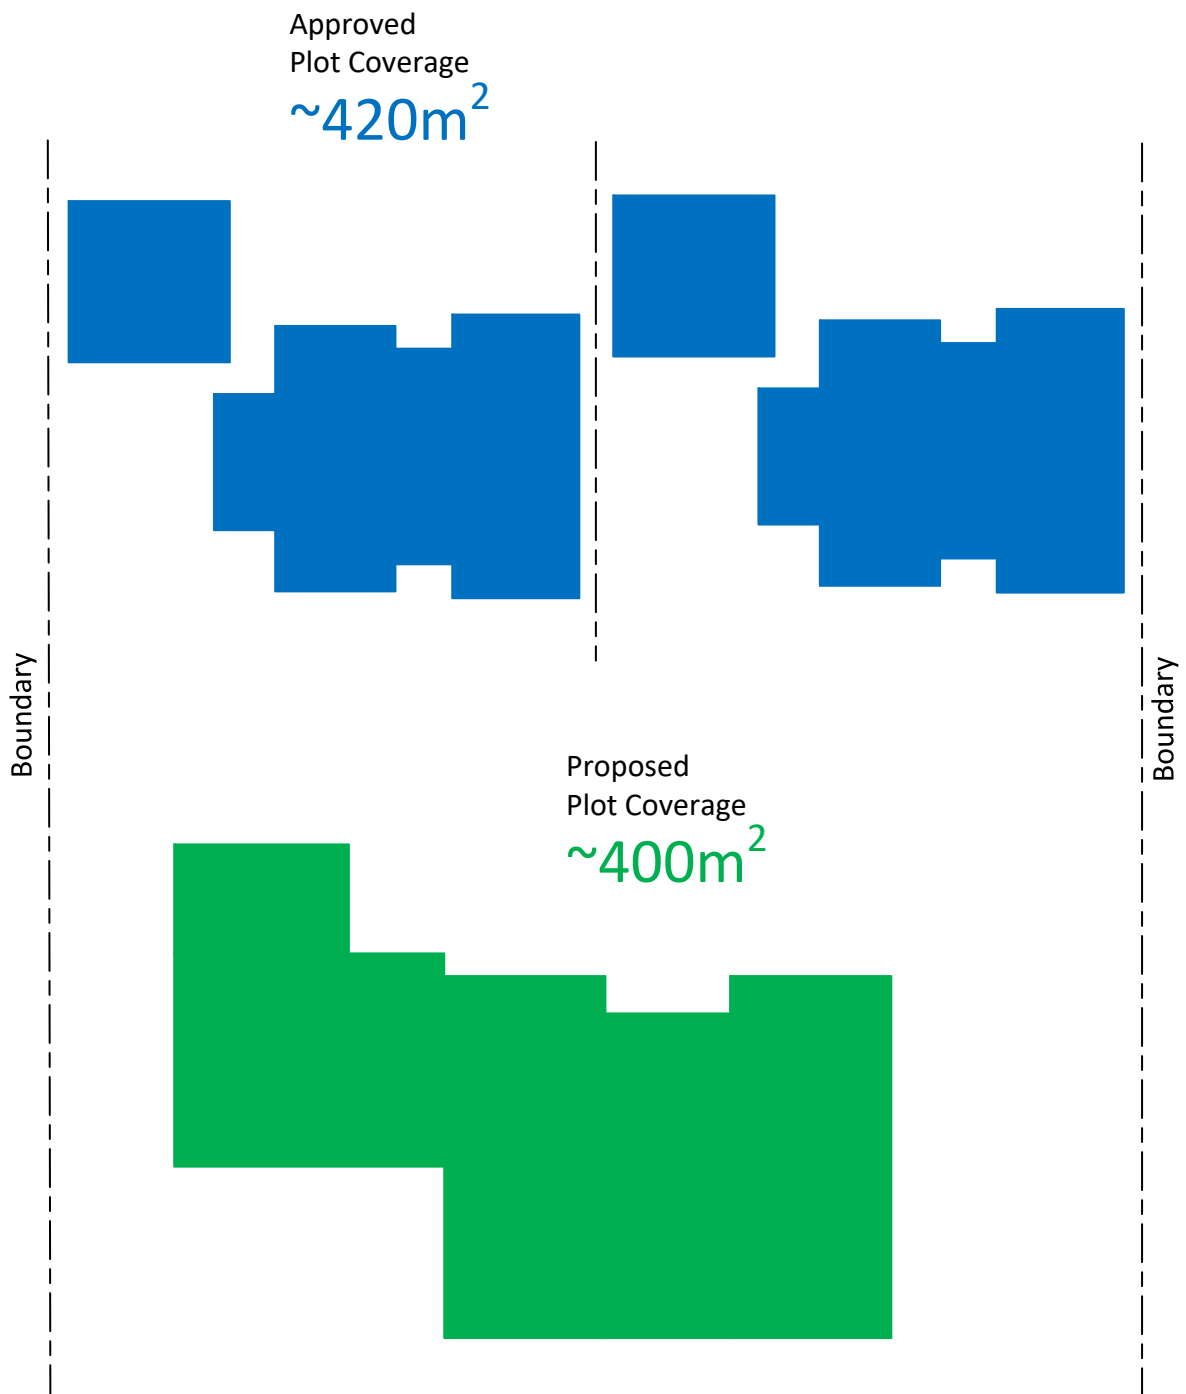 Approved
Plot Coverage
~420m²
Boundary
Boundary
Proposed
Plot Coverage
~400m²